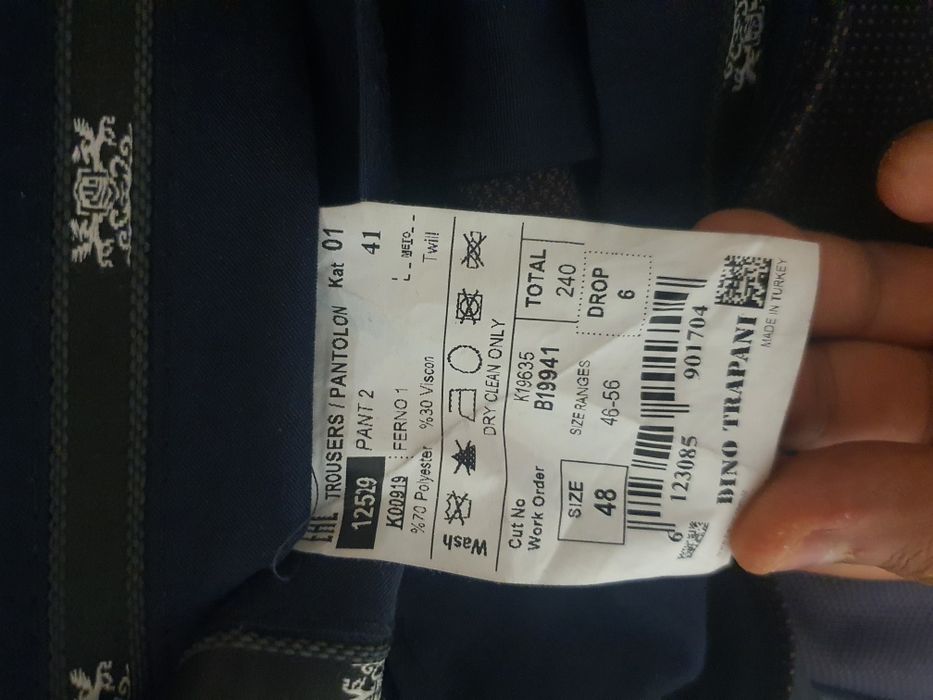 EAC TROUSERS / PANTOLON Kat 01
12529 PANT 2 41
K00919 FERNO 1
%70 Polyester %30 Viscon Twill
Wash
DRY CLEAN ONLY
Cut No K19635
Work Order B19941
TOTAL
240
SIZE
48
SIZE RANGES
46-56
DROP
6
6 123085 901704
DINO TRAPANI
MADE IN TURKEY